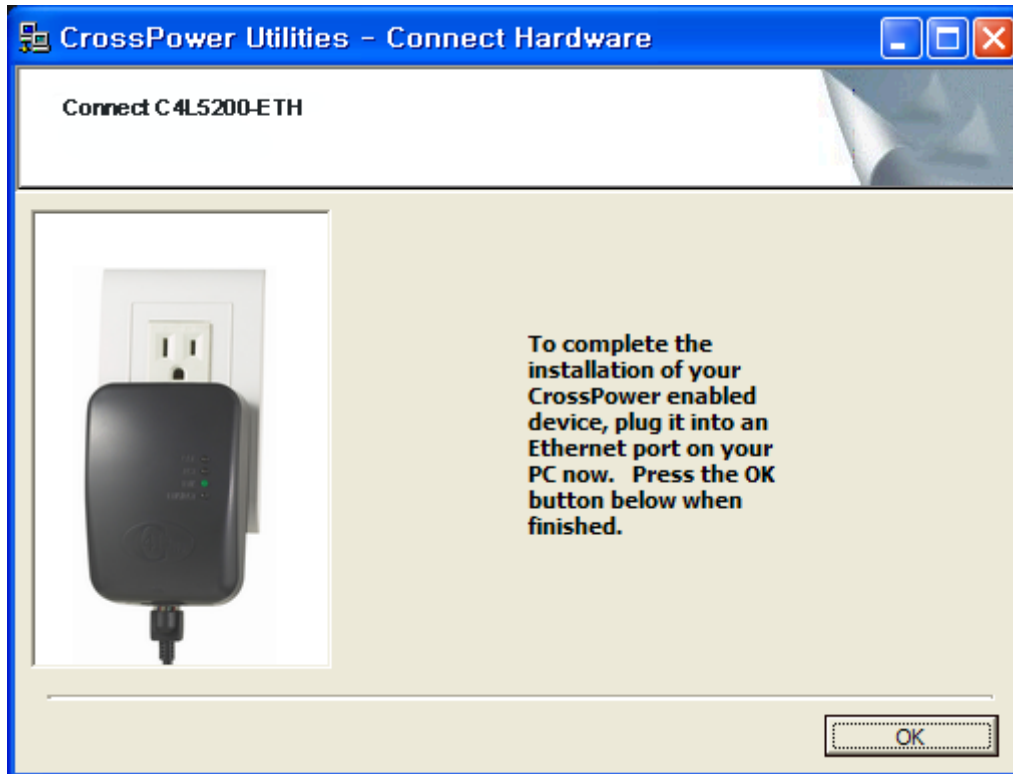 CrossPower Utilities - Connect Hardware
Connect C4L5200-ETH
To complete the
installation of your
CrossPower enabled
device, plug it into an
Ethernet port on your
PC now. Press the OK
button below when
finished.
OK